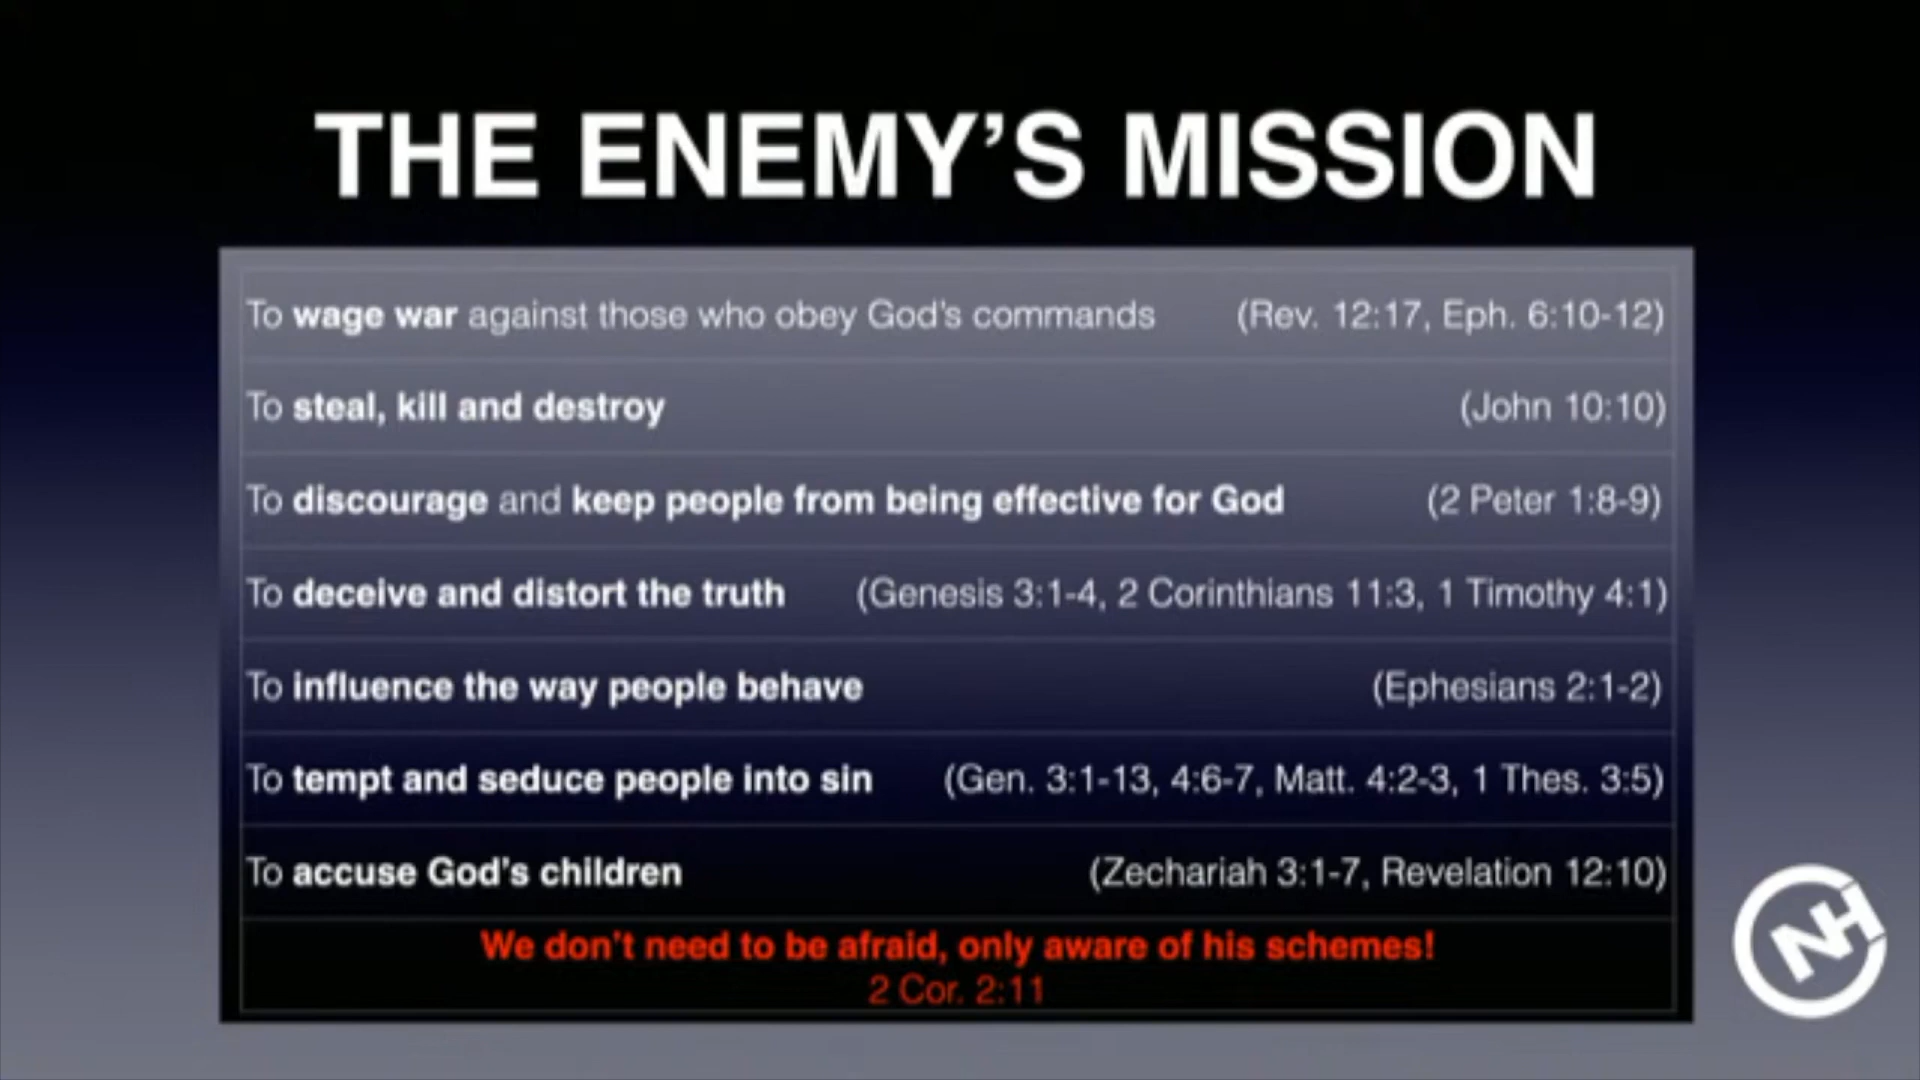 THE ENEMY'S MISSION
To wage war against those who obey God's commands (Rev. 12:17, Eph. 6:10-12)
To steal, kill and destroy (John 10:10)
To discourage and keep people from being effective for God (2 Peter 1:8-9)
To deceive and distort the truth (Genesis 3:1-4, 2 Corinthians 11:3, 1 Timothy 4:1)
To influence the way people behave (Ephesians 2:1-2)
To tempt and seduce people into sin (Gen. 3:1-13, 4:6-7, Matt. 4:2-3, 1 Thes. 3:5)
To accuse God's children (Zechariah 3:1-7, Revelation 12:10)
We don't need to be afraid, only aware of his schemes!
2 Cor. 2:11
NH